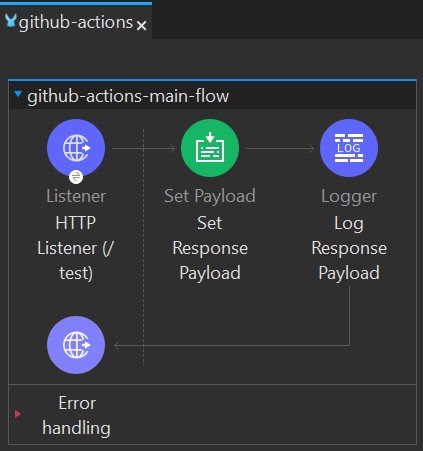 github-actions
github-actions-main-flow
Listener
HTTP
Listener (/
test)
Set Payload
Set
Response
Payload
LOG
Logger
Log
Response
Payload
Error
handling